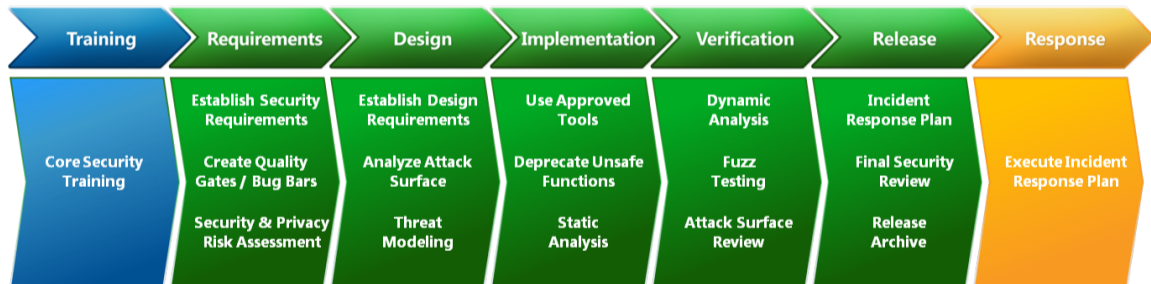 Training
Requirements
Design
Implementation
Verification
Release
Response
Core Security
Training
Establish Security
Requirements
Create Quality
Gates / Bug Bars
Security & Privacy
Risk Assessment
Establish Design
Requirements
Analyze Attack
Surface
Threat
Modeling
Use Approved
Tools
Deprecate Unsafe
Functions
Static
Analysis
Dynamic
Analysis
Fuzz
Testing
Attack Surface
Review
Incident
Response Plan
Final Security
Review
Release
Archive
Execute Incident
Response Plan